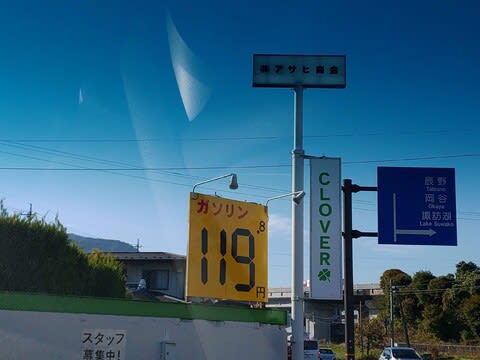 ㈱アサヒ商会
ガソリン
119.8
円
CLOVER
辰野
Tatsuno
岡谷
Okaya
諏訪湖
Lake Suwako
スタッフ
募集中!